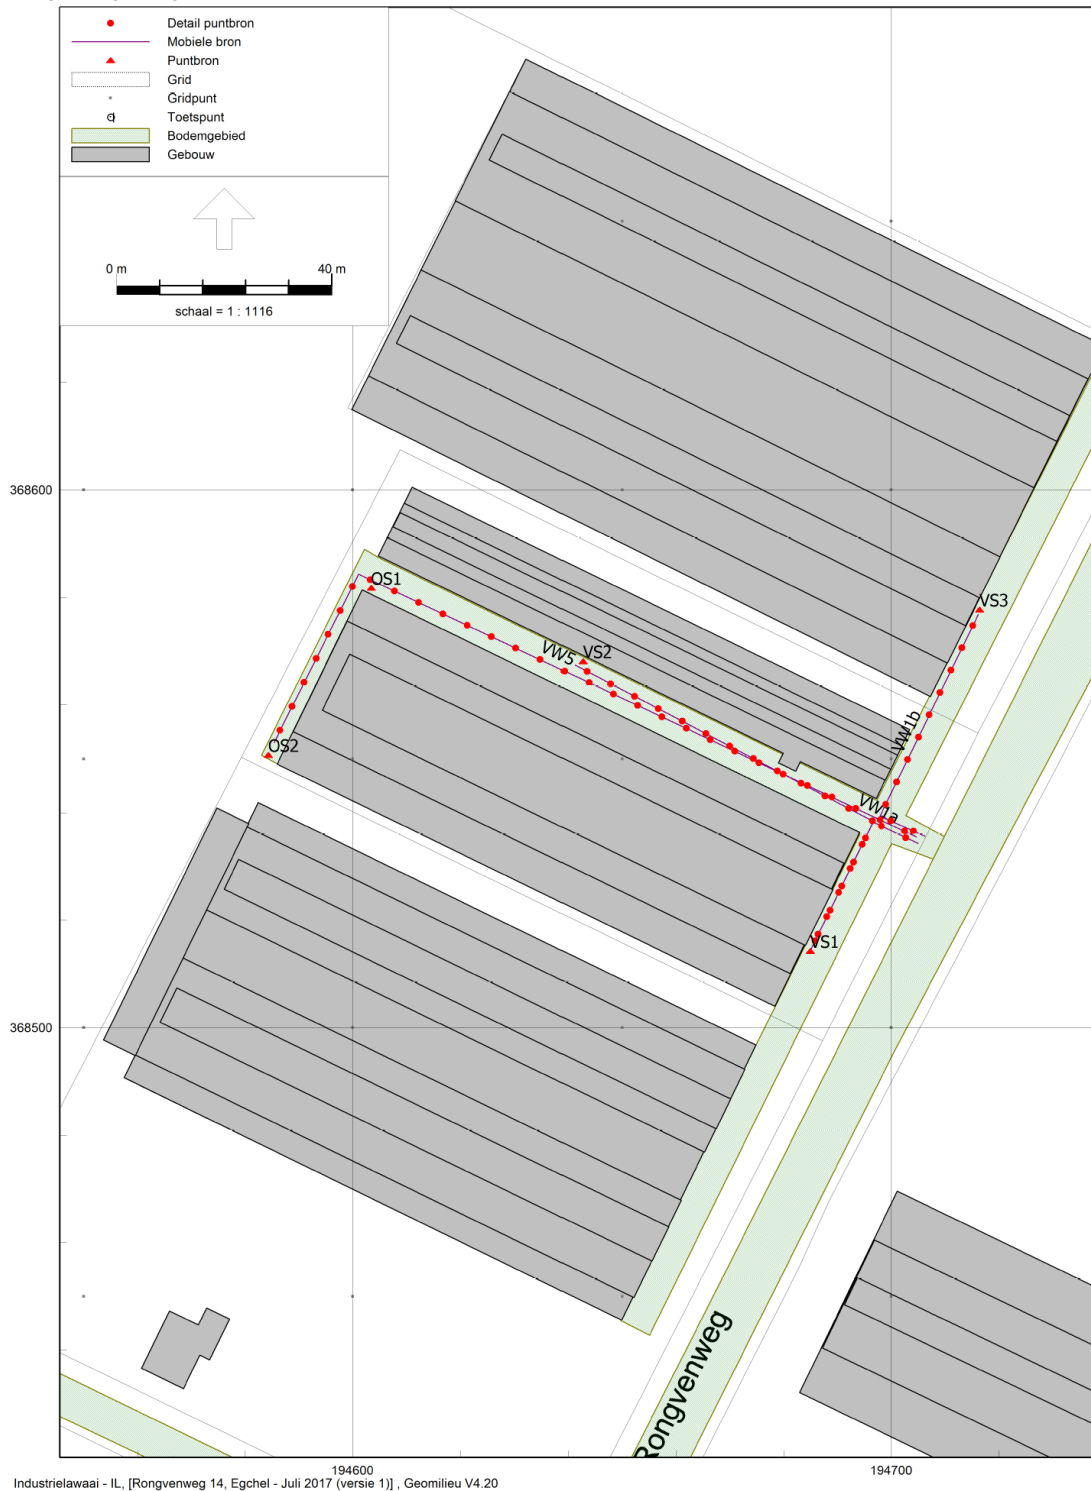 Detail puntbron
Mobiele bron
Puntbron
Grid
Gridpunt
Toetspunt
Bodemgebied
Gebouw
0 m
40 m
schaal = 1 : 1116
368600
OS1
VS3
VW5
VS2
OS2
VW1b
VW1a
VS1
368500
Rongvenweg
194600
194700
Industrielawaai - IL, [Rongvenweg 14, Egchel - Juli 2017 (versie 1)] , Geomilieu V4.20